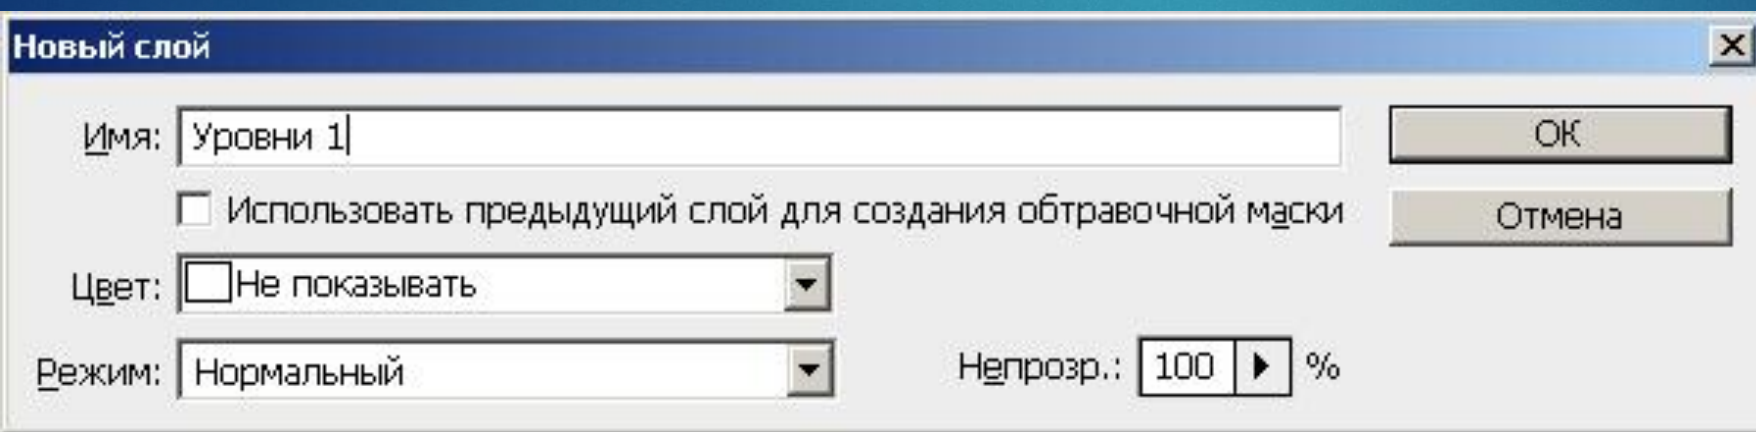 Новый слой
Имя: Уровни 1 ОК
Использовать предыдущий слой для создания обтравочной маски Отмена
Цвет: Не показывать
Режим: Нормальный Непрозр.: 100 %